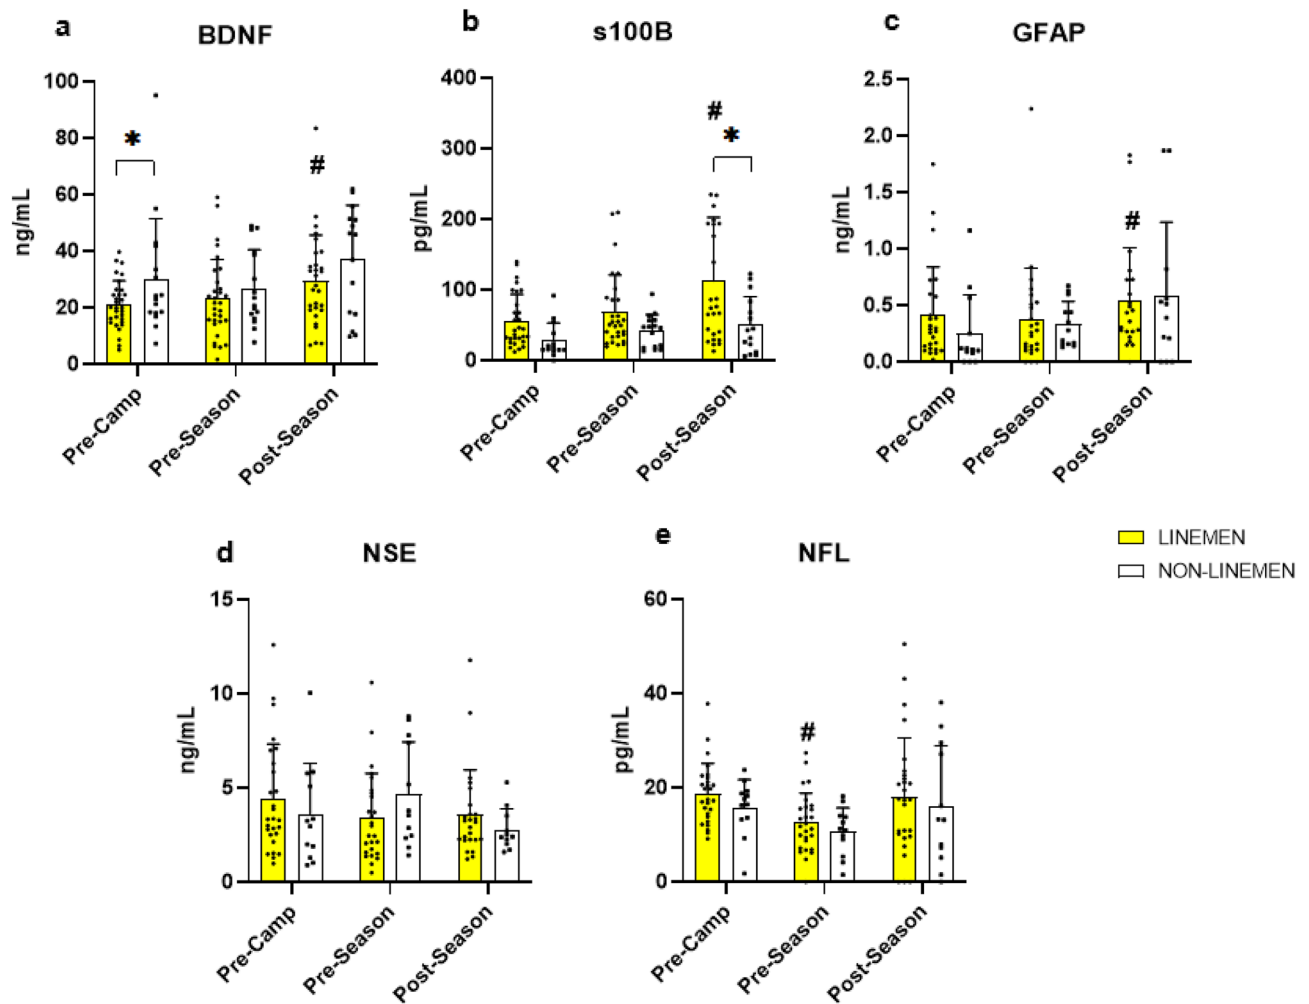 a BDNF
100
80
60
40
20
0
ng/mL
*
#
Pre-Camp
Pre-Season
Post-Season
b s100B
400
300
200
100
0
pg/mL
#
*
Pre-Camp
Pre-Season
Post-Season
c GFAP
2.5
2.0
1.5
1.0
0.5
0.0
ng/mL
#
Pre-Camp
Pre-Season
Post-Season
d NSE
15
10
5
0
ng/mL
Pre-Camp
Pre-Season
Post-Season
e NFL
60
40
20
0
pg/mL
#
Pre-Camp
Pre-Season
Post-Season
LINEMEN
NON-LINEMEN